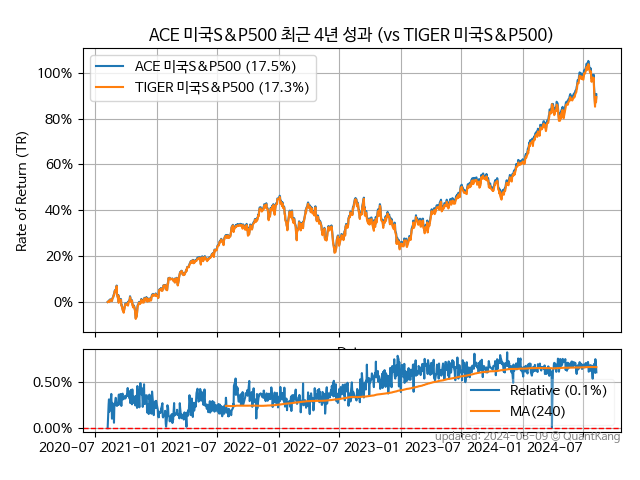 ACE 미국S&P500 최근 4년 성과 (vs TIGER 미국S&P500)
ACE 미국S&P500 (17.5%)
TIGER 미국S&P500 (17.3%)
Rate of Return (TR)
100%
80%
60%
40%
20%
0%
0.50%
0.00%
Relative (0.1%)
MA(240)
2020-07 2021-01 2021-07 2022-01 2022-07 2023-01 2023-07 2024-01 2024-07
updated: 2024-08-09 © QuantKang